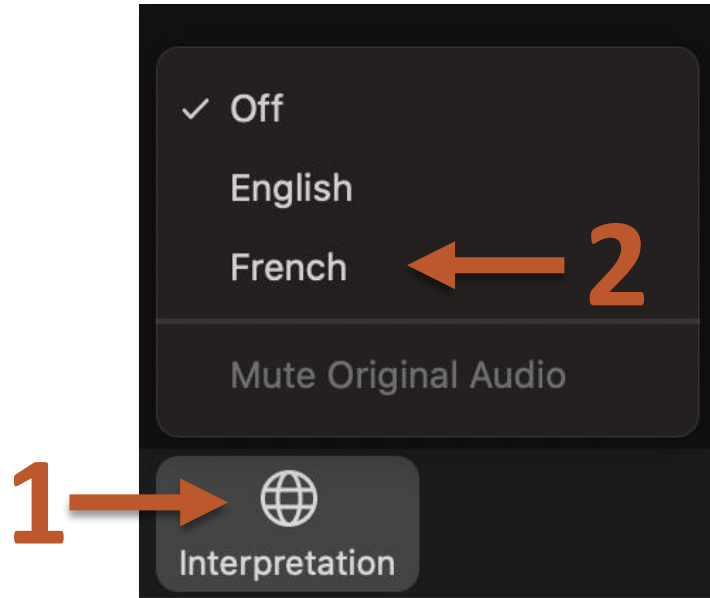 Off
English
French
2
Mute Original Audio
1
Interpretation